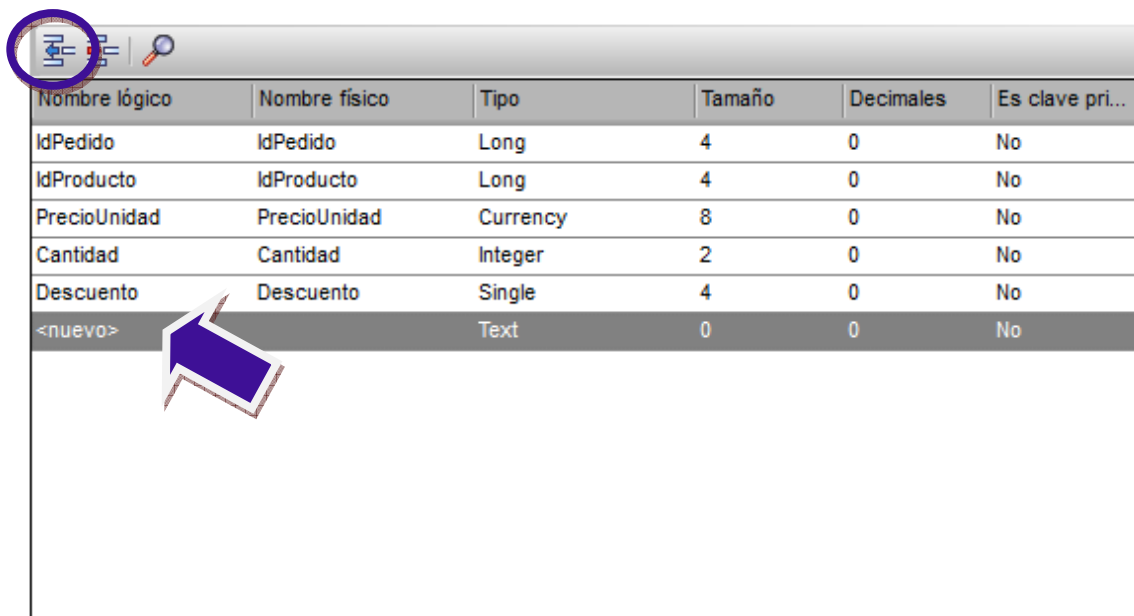 Nombre lógico Nombre físico Tipo Tamaño Decimales Es clave pri...
IdPedido IdPedido Long 4 0 No
IdProducto IdProducto Long 4 0 No
PrecioUnidad PrecioUnidad Currency 8 0 No
Cantidad Cantidad Integer 2 0 No
Descuento Descuento Single 4 0 No
<nuevo> Text 0 0 No